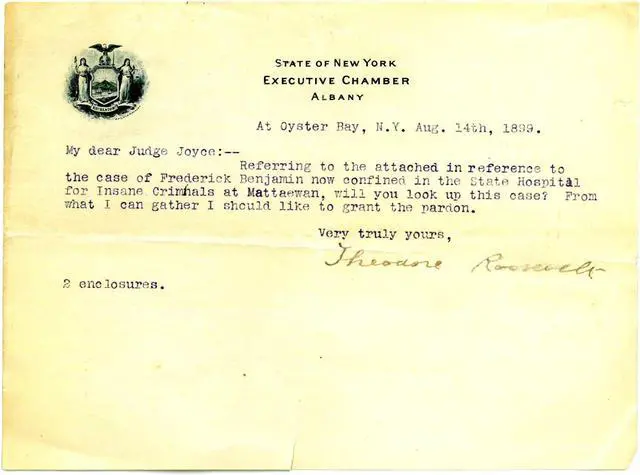 STATE OF NEW YORK
EXECUTIVE CHAMBER
ALBANY
At Oyster Bay, N.Y. Aug. 14th, 1899.
My dear Judge Joyce:--
Referring to the attached in reference to
the case of Frederick Benjamin now confined in the State Hospital
for Insane Crimnals at Mattaewan, will you look up this case? From
what I can gather I should like to grant the pardon.
Very truly yours,
Theodore Roosevelt
2 enclosures.